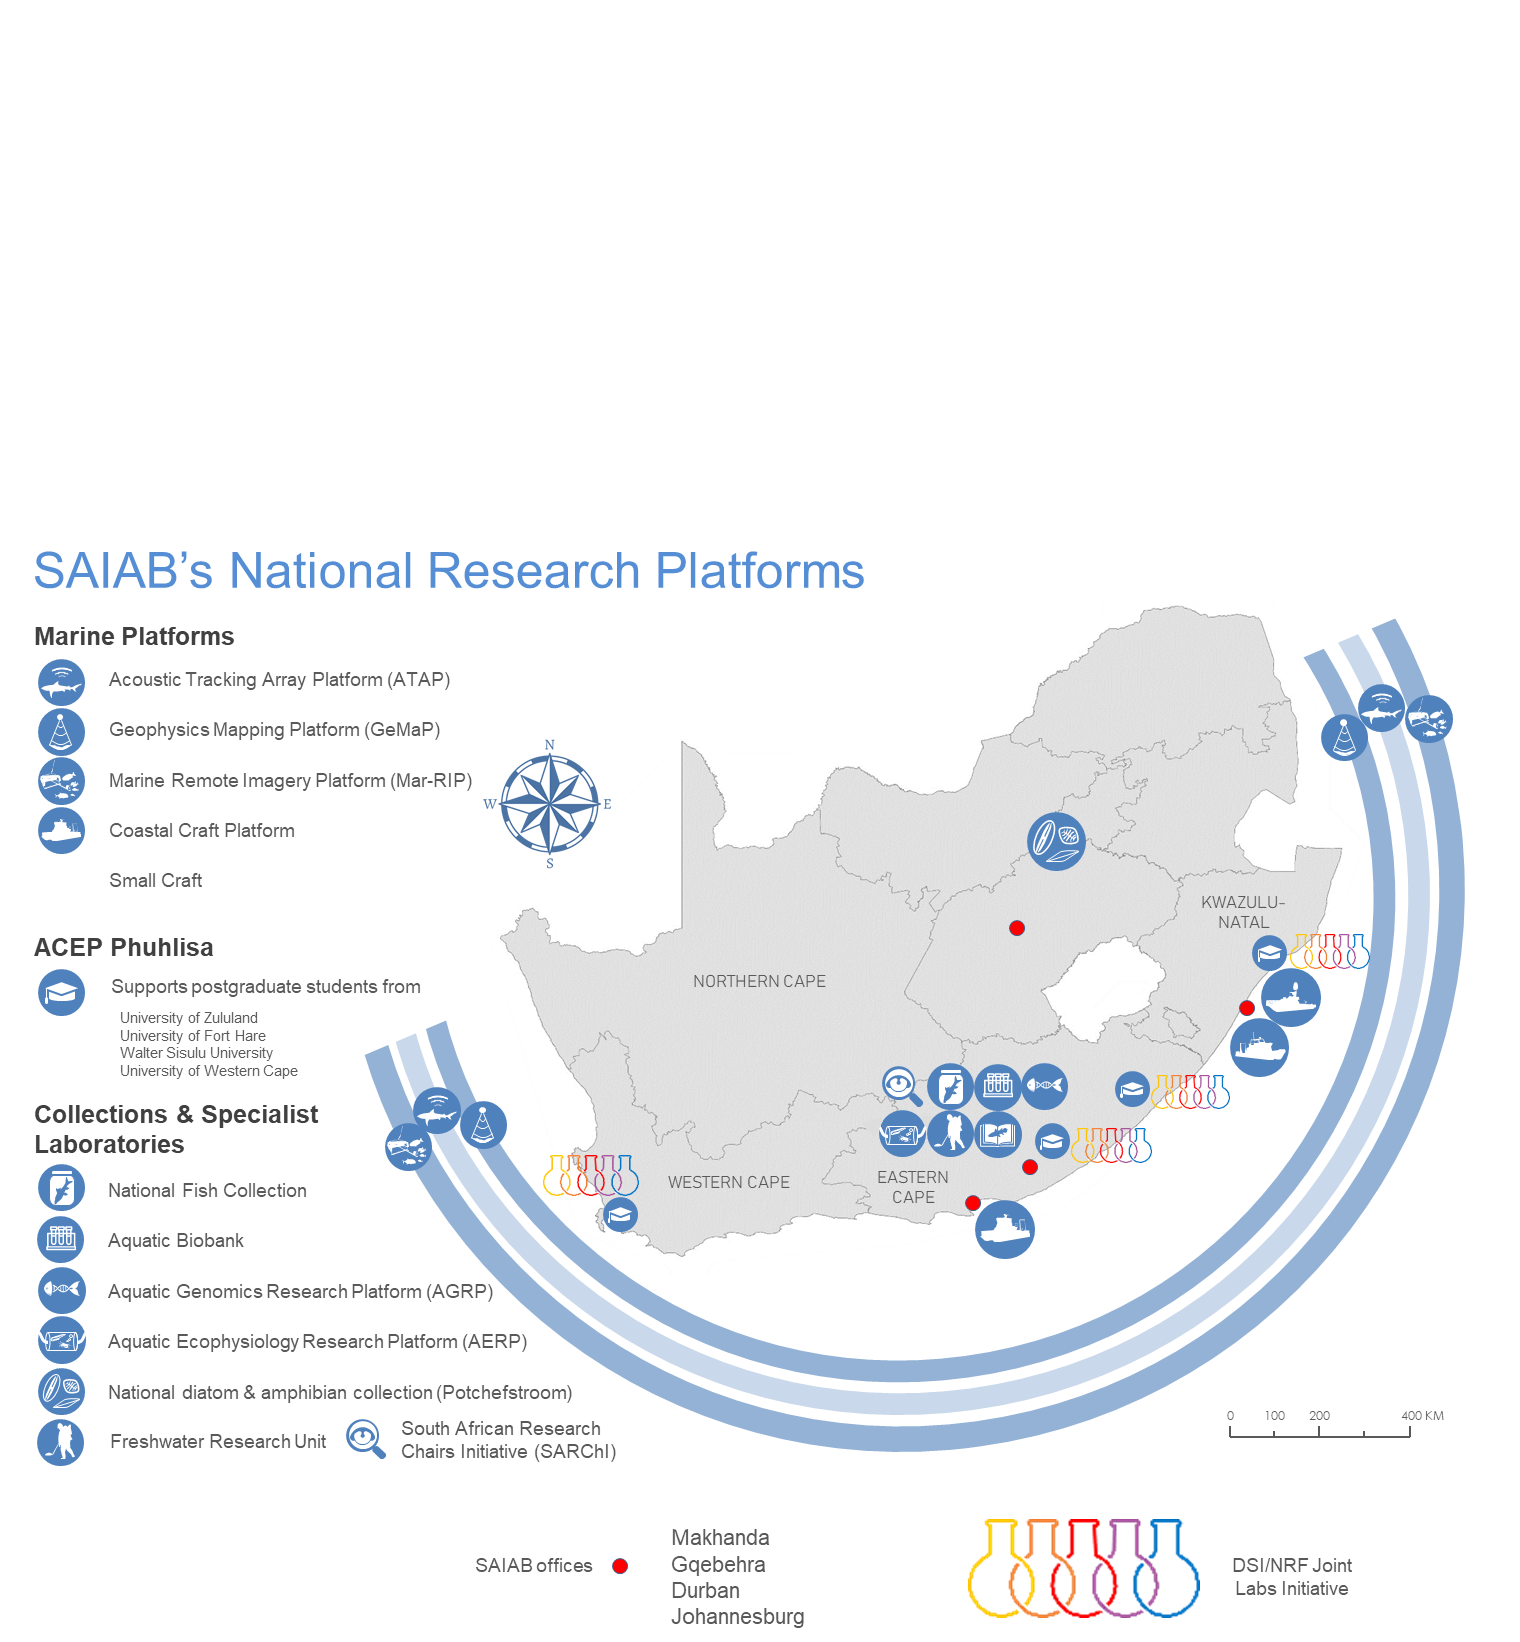 SAIAB’s National Research Platforms
Marine Platforms
Acoustic Tracking Array Platform (ATAP)
Geophysics Mapping Platform (GeMaP)
Marine Remote Imagery Platform (Mar-RIP)
Coastal Craft Platform
Small Craft
ACEP Phuhlisa
Supports postgraduate students from
University of Zululand
University of Fort Hare
Walter Sisulu University
University of Western Cape
Collections & Specialist
Laboratories
National Fish Collection
Aquatic Biobank
Aquatic Genomics Research Platform (AGRP)
Aquatic Ecophysiology Research Platform (AERP)
National diatom & amphibian collection (Potchefstroom)
Freshwater Research Unit
South African Research
Chairs Initiative (SARChI)
N
W
E
S
KWAZULU-
NATAL
NORTHERN CAPE
WESTERN CAPE
EASTERN
CAPE
0 100 200 400 KM
SAIAB offices
Makhanda
Gqebehra
Durban
Johannesburg
DSI/NRF Joint
Labs Initiative